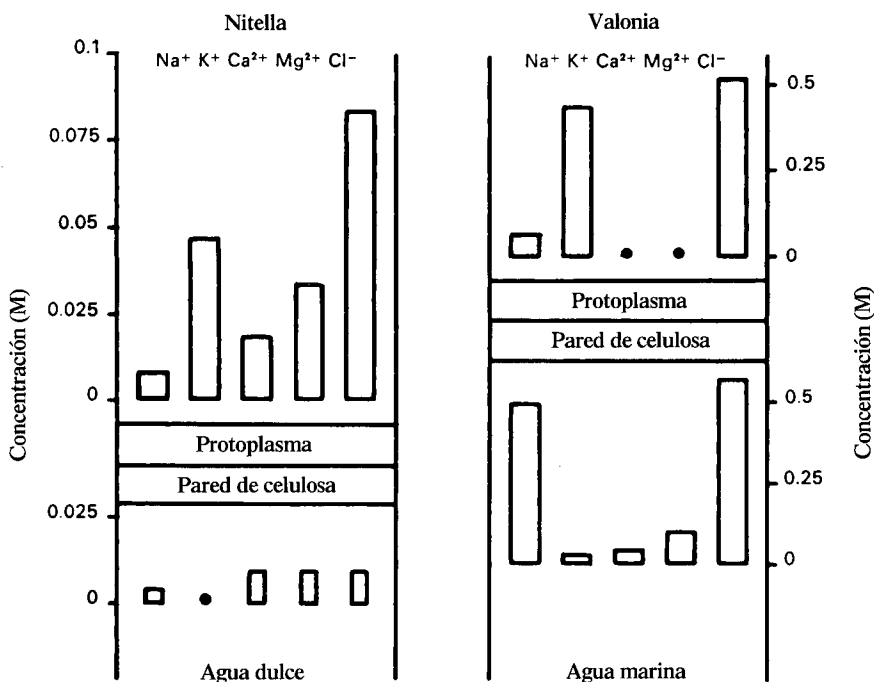 Nitella
Na⁺ K⁺ Ca²⁺ Mg²⁺ Cl⁻
0.1
0.075
0.05
0.025
0
Concentración (M)
Protoplasma
Pared de celulosa
0.025
0
Agua dulce
Valonia
Na⁺ K⁺ Ca²⁺ Mg²⁺ Cl⁻
0.5
0.25
0
Protoplasma
Pared de celulosa
Concentración (M)
0.5
0.25
0
Agua marina